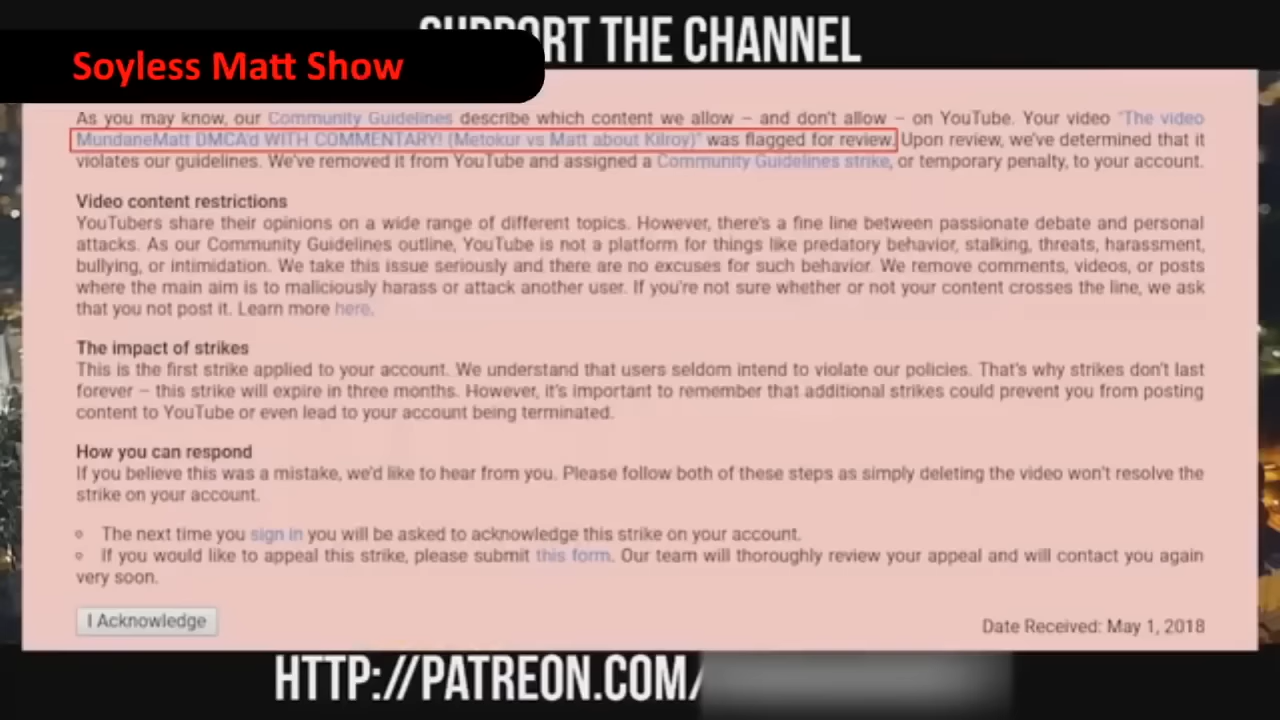 SUPPORT THE CHANNEL
Soyless Matt Show
As you may know, our Community Guidelines describe which content we allow – and don't allow – on YouTube. Your video "The video
MundaneMatt DMCA'd WITH COMMENTARY! (Metokur vs Matt about Kilroy)" was flagged for review. Upon review, we've determined that it
violates our guidelines. We've removed it from YouTube and assigned a Community Guidelines strike, or temporary penalty, to your account.
Video content restrictions
YouTubers share their opinions on a wide range of different topics. However, there's a fine line between passionate debate and personal
attacks. As our Community Guidelines outline, YouTube is not a platform for things like predatory behavior, stalking, threats, harassment,
bullying, or intimidation. We take this issue seriously and there are no excuses for such behavior. We remove comments, videos, or posts
where the main aim is to maliciously harass or attack another user. If you're not sure whether or not your content crosses the line, we ask
that you not post it. Learn more here.
The impact of strikes
This is the first strike applied to your account. We understand that users seldom intend to violate our policies. That's why strikes don't last
forever – this strike will expire in three months. However, it's important to remember that additional strikes could prevent you from posting
content to YouTube or even lead to your account being terminated.
How you can respond
If you believe this was a mistake, we'd like to hear from you. Please follow both of these steps as simply deleting the video won't resolve the
strike on your account.
The next time you sign in you will be asked to acknowledge this strike on your account.
If you would like to appeal this strike, please submit this form. Our team will thoroughly review your appeal and will contact you again
very soon.
I Acknowledge
Date Received: May 1, 2018
HTTP://PATREON.COM/